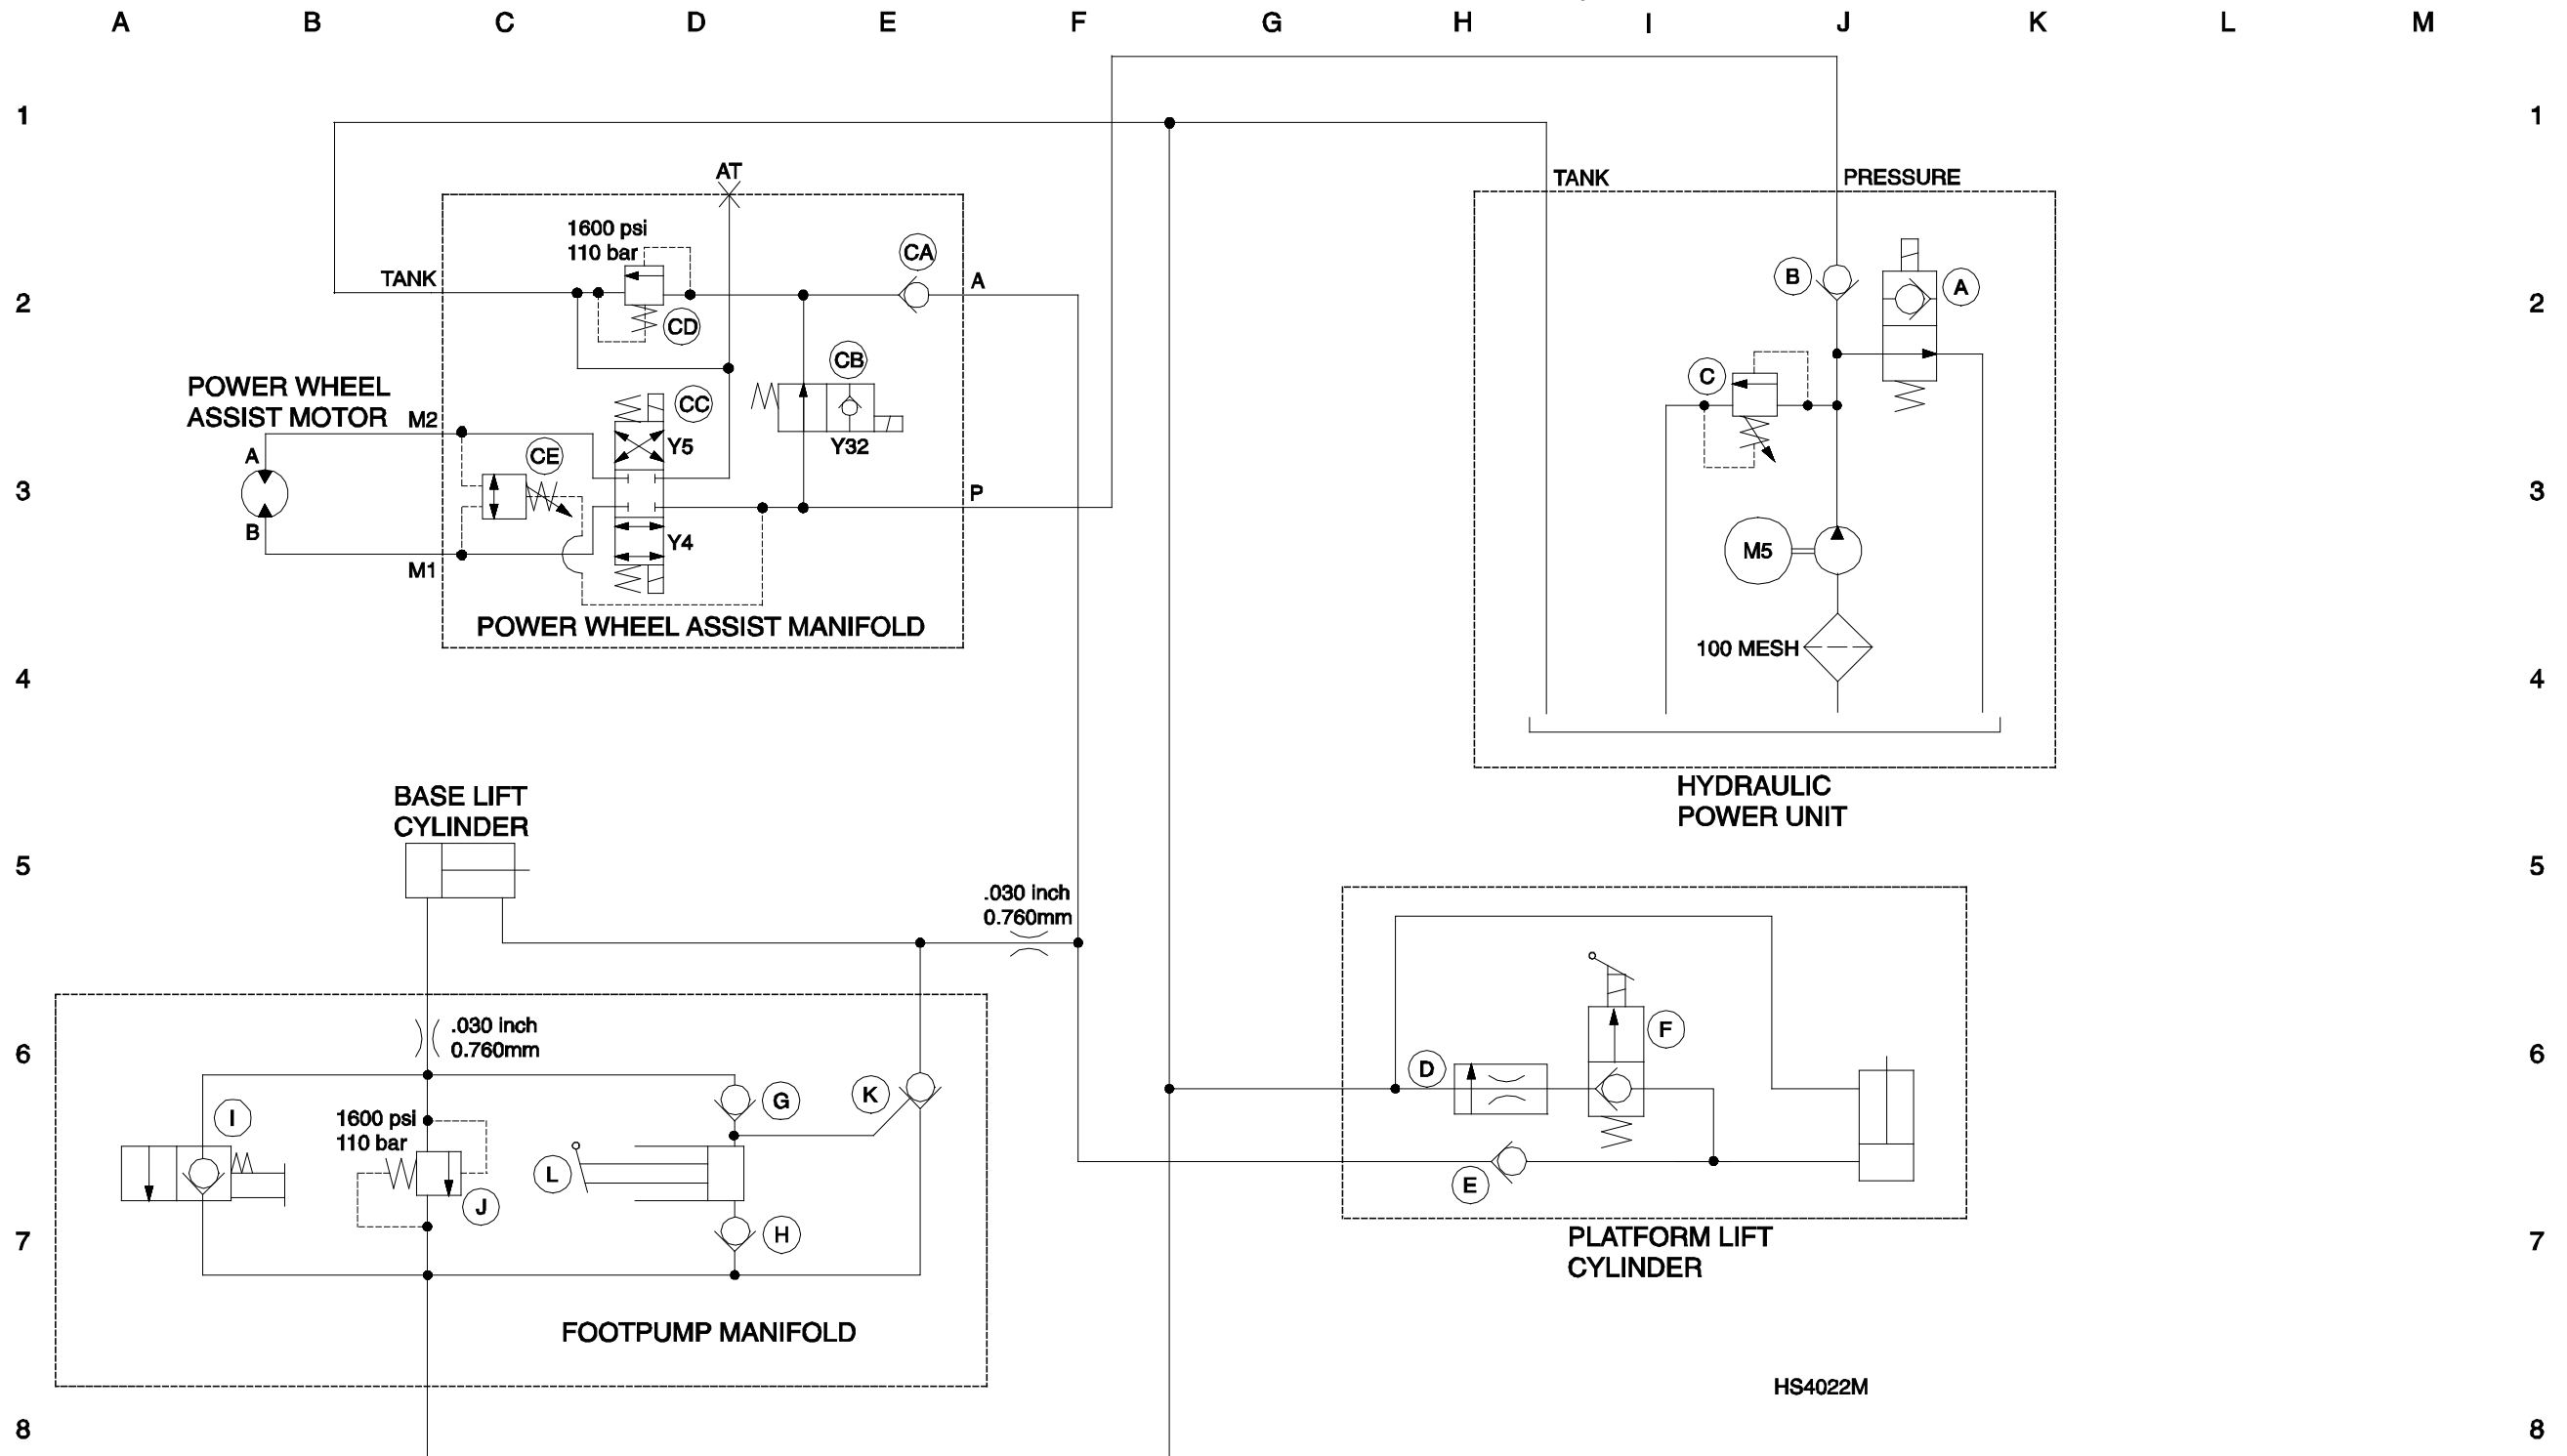 A B C D E F G H I J K L M
1 1
AT
TANK PRESSURE
1600 psi
110 bar
CA
TANK
A
B
A
2 2
CD
CB
C
POWER WHEEL
ASSIST MOTOR
M2
CC
Y5
Y32
A
CE
3 3
P
B
Y4
M5
M1
POWER WHEEL ASSIST MANIFOLD
100 MESH
4 4
HYDRAULIC
POWER UNIT
BASE LIFT
CYLINDER
5 5
.030 inch
0.760mm
.030 inch
0.760mm
F
6 6
D
K
G
I
1600 psi
110 bar
L
E
J
H
7 7
PLATFORM LIFT
CYLINDER
FOOTPUMP MANIFOLD
HS4022M
8 8